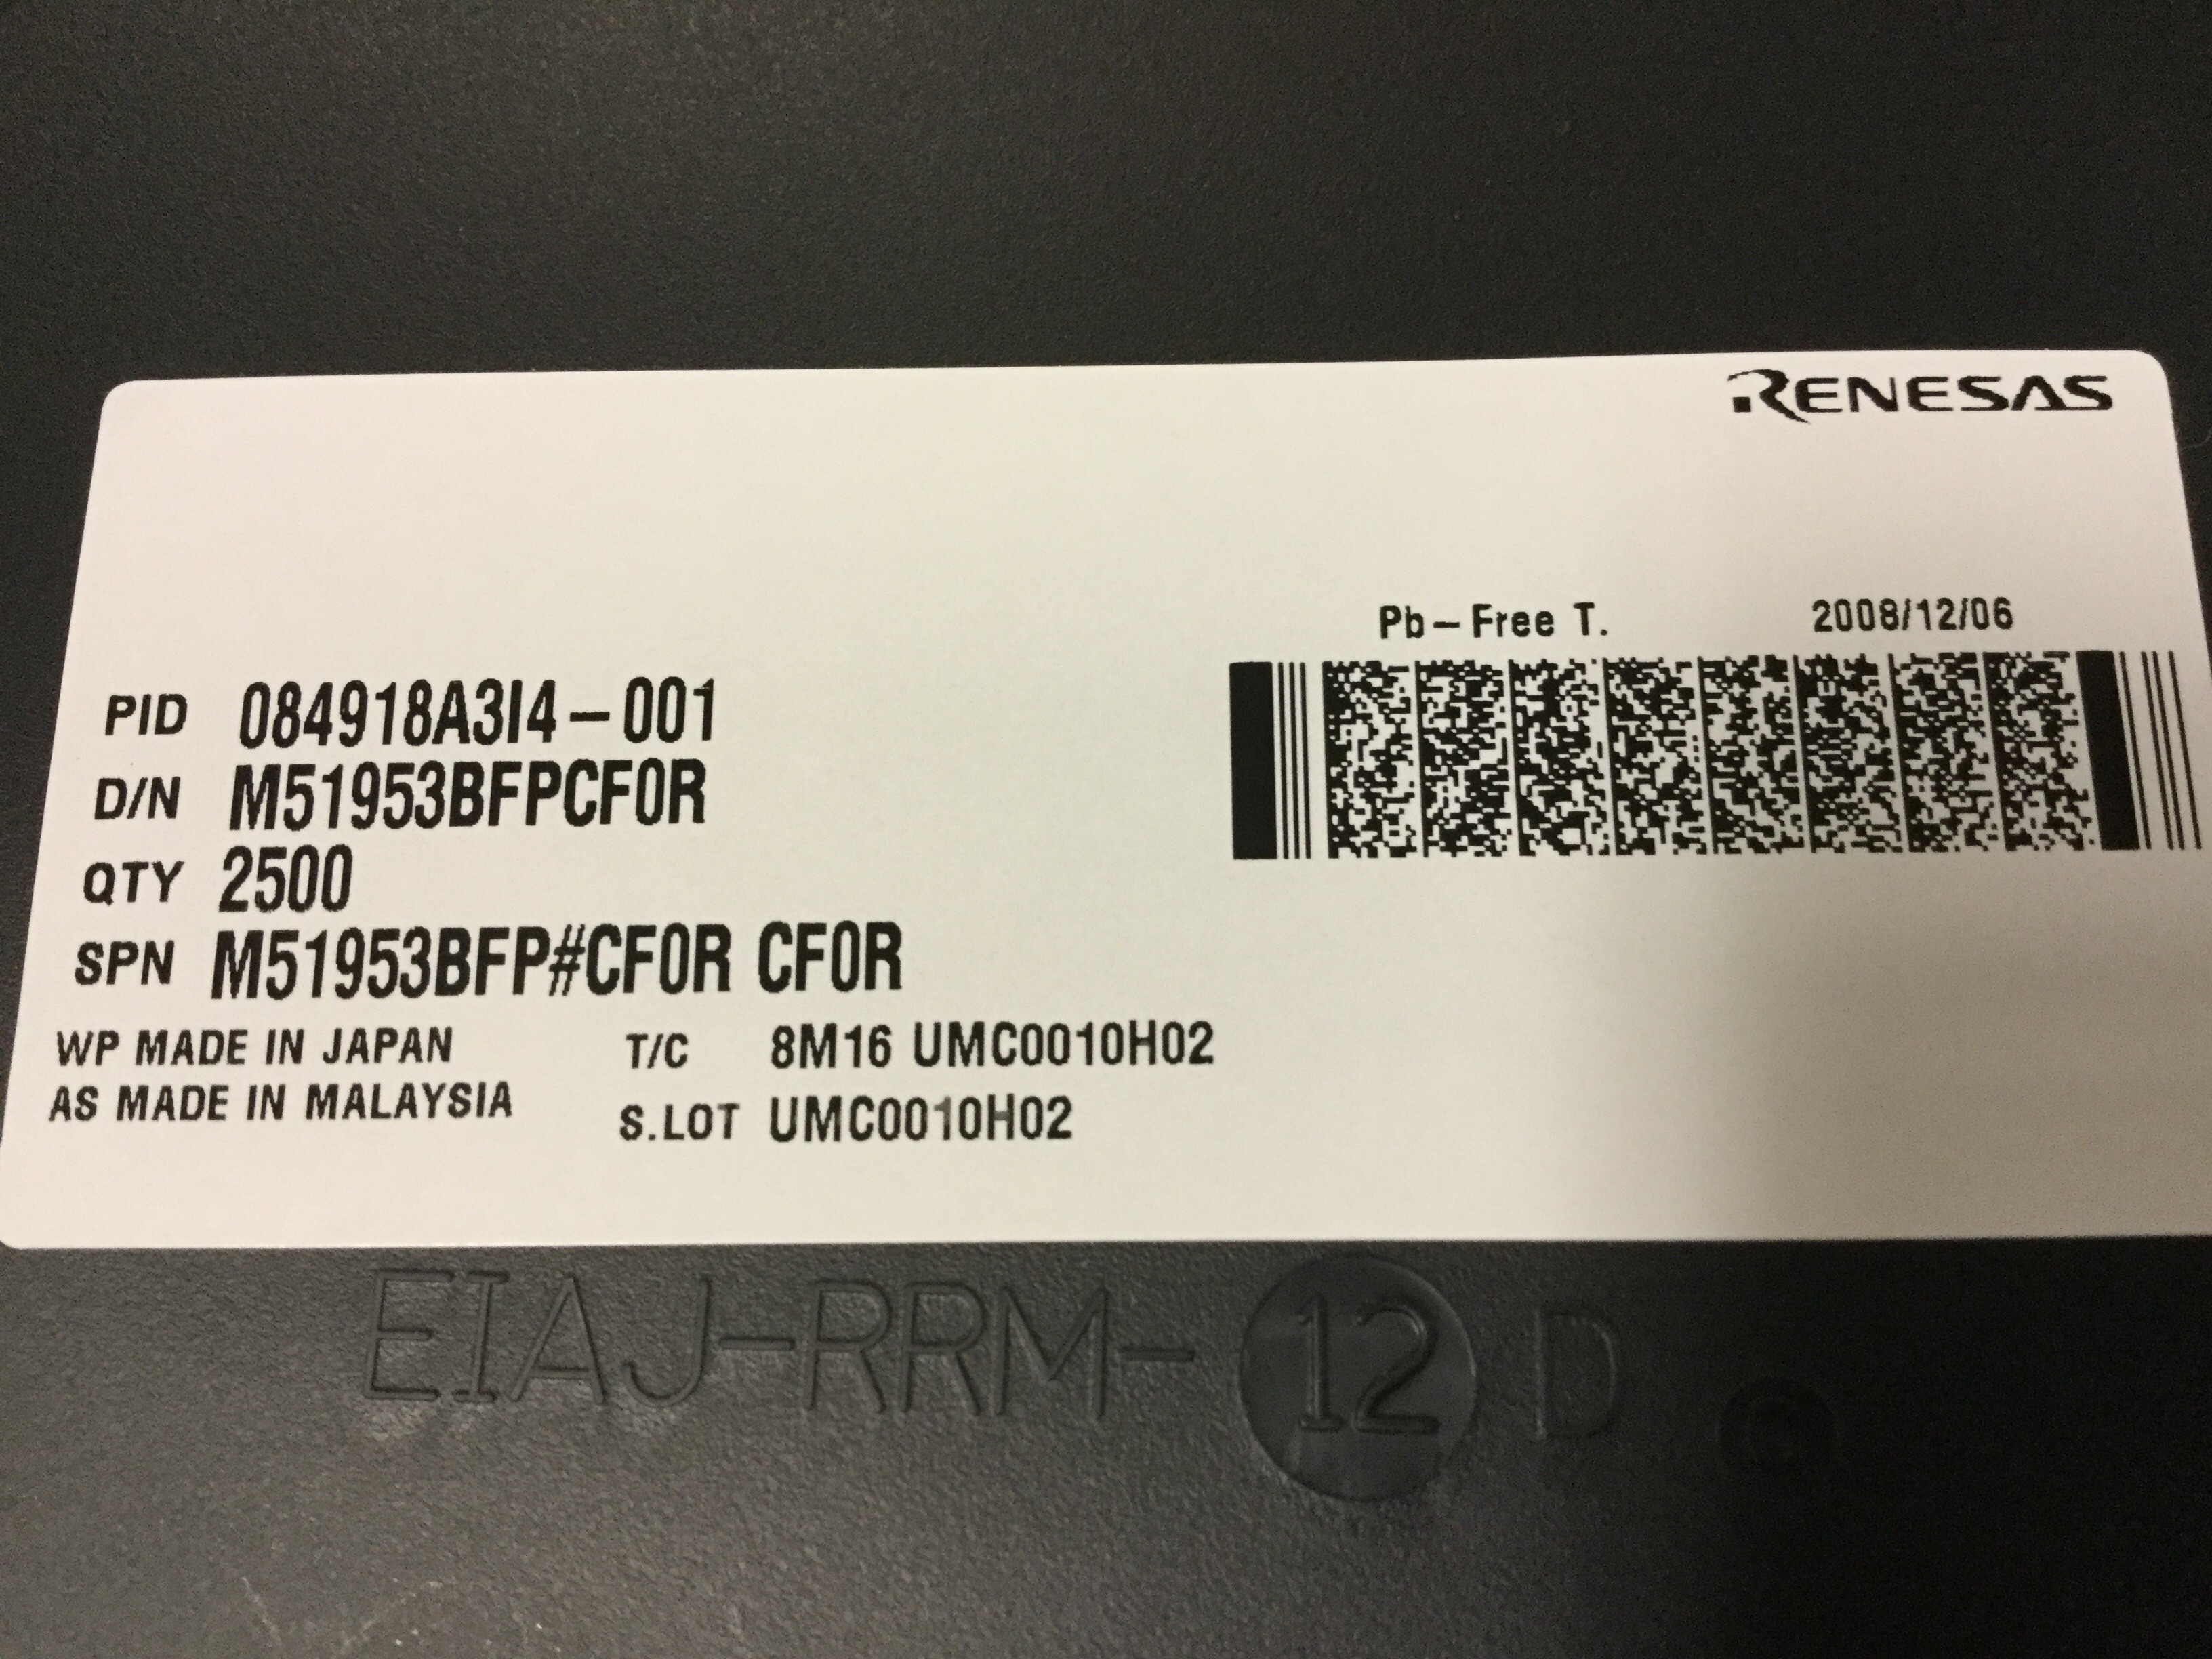 RENESAS
Pb-Free T. 2008/12/06
PID 084918A3I4-001
D/N M51953BFPCF0R
QTY 2500
SPN M51953BFP#CF0R CF0R
WP MADE IN JAPAN T/C 8M16 UMC0010H02
AS MADE IN MALAYSIA S.LOT UMC0010H02
EIAJ-RRM-12D